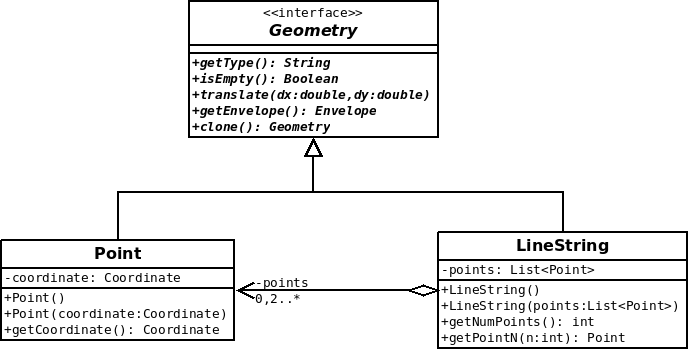 <<interface>>
Geometry
+getType(): String
+isEmpty(): Boolean
+translate(dx:double,dy:double)
+getEnvelope(): Envelope
+clone(): Geometry
Point
-coordinate: Coordinate
+Point()
+Point(coordinate:Coordinate)
+getCoordinate(): Coordinate
-points
0,2..*
LineString
-points: List<Point>
+LineString()
+LineString(points:List<Point>)
+getNumPoints(): int
+getPointN(n:int): Point